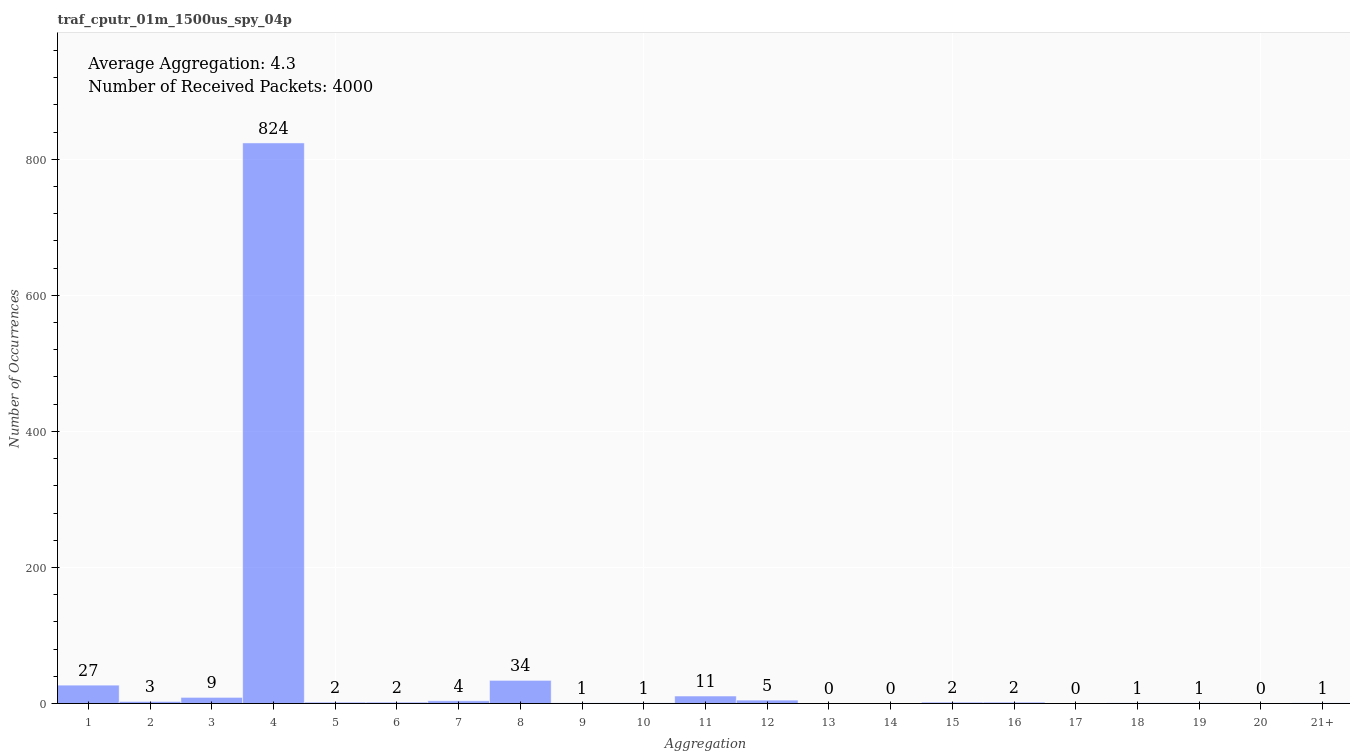 traf_cputr_01m_1500us_spy_04p
Average Aggregation: 4.3
Number of Received Packets: 4000
824
800
600
400
200
0
Number of Occurrences
27 3 9 2 2 4 34 1 1 11 5 0 0 2 2 0 1 1 0 1
1 2 3 4 5 6 7 8 9 10 11 12 13 14 15 16 17 18 19 20 21+
Aggregation